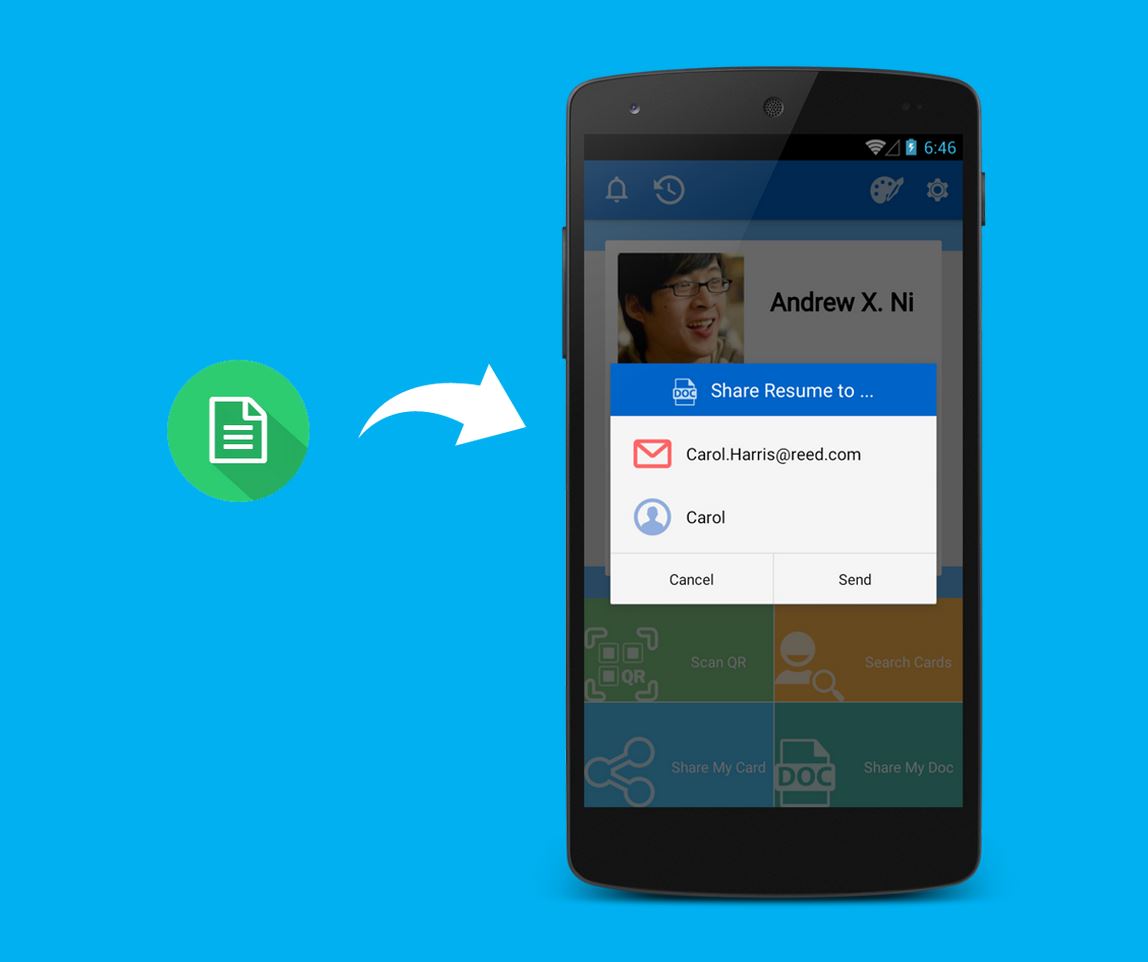 6:46
Andrew X. Ni
DOC Share Resume to ...
Carol.Harris@reed.com
Carol
Cancel Send
QR Scan QR
Search Cards
Share My Card
DOC Share My Doc